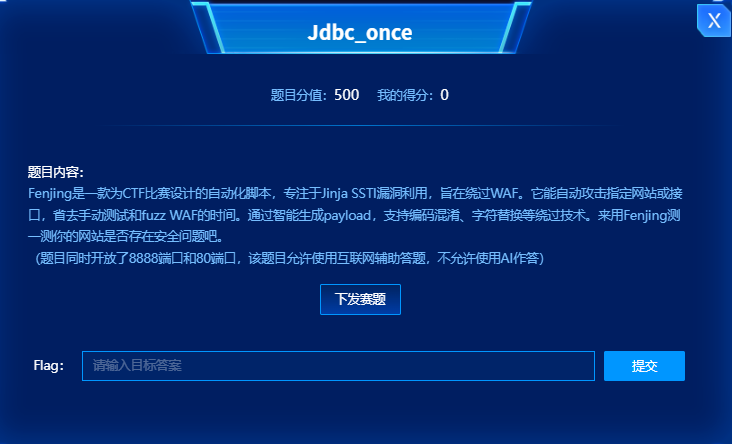 Jdbc_once
X
题目分值：500 我的得分：0
题目内容：
Fenjing是一款为CTF比赛设计的自动化脚本，专注于Jinja SSTI漏洞利用，旨在绕过WAF。它能自动攻击指定网站或接
口，省去手动测试和fuzz WAF的时间。通过智能生成payload，支持编码混淆、字符替换等绕过技术。来用Fenjing测
一测你的网站是否存在安全问题吧。
（题目同时开放了8888端口和80端口，该题目允许使用互联网辅助答题，不允许使用AI作答）
下发赛题
Flag： 请输入目标答案 提交